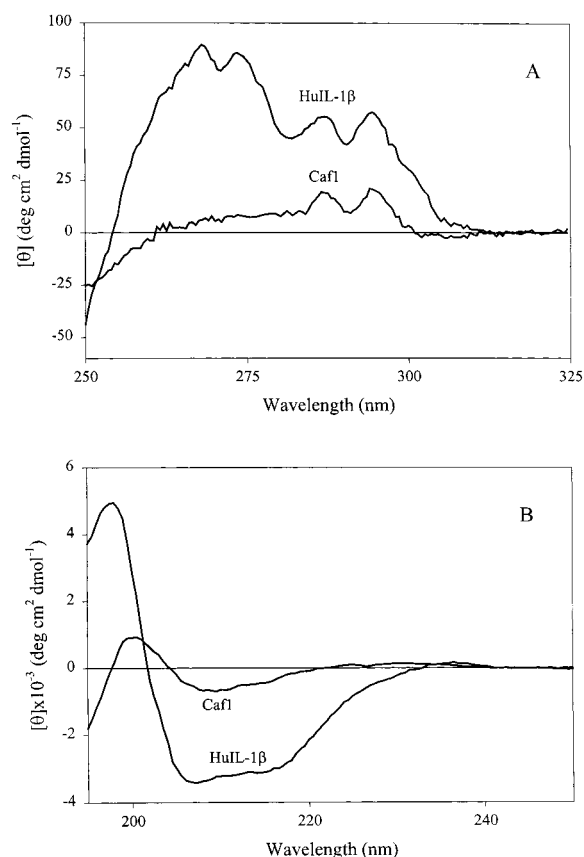 100
75
50
25
0
-25
-50
[θ] (deg cm² dmol⁻¹)
A
HuIL-1β
Caf1
250
275
300
325
Wavelength (nm)
6
4
2
0
-2
-4
[θ]x10⁻³ (deg cm² dmol⁻¹)
B
Caf1
HuIL-1β
200
220
240
Wavelength (nm)